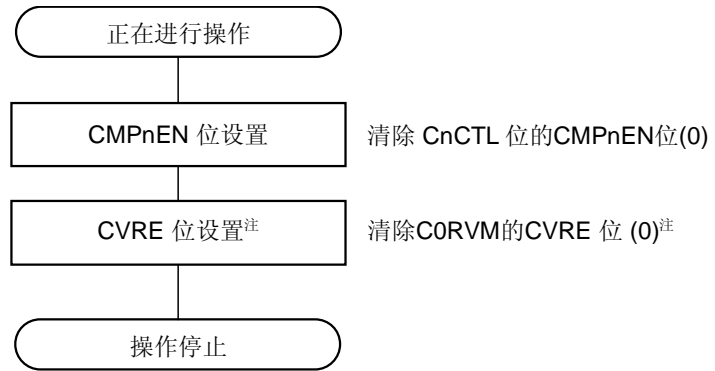 正在进行操作
CMPnEN 位设置
清除 CnCTL 位的CMPnEN位(0)
CVRE 位设置注
清除C0RVM的CVRE 位 (0)注
操作停止